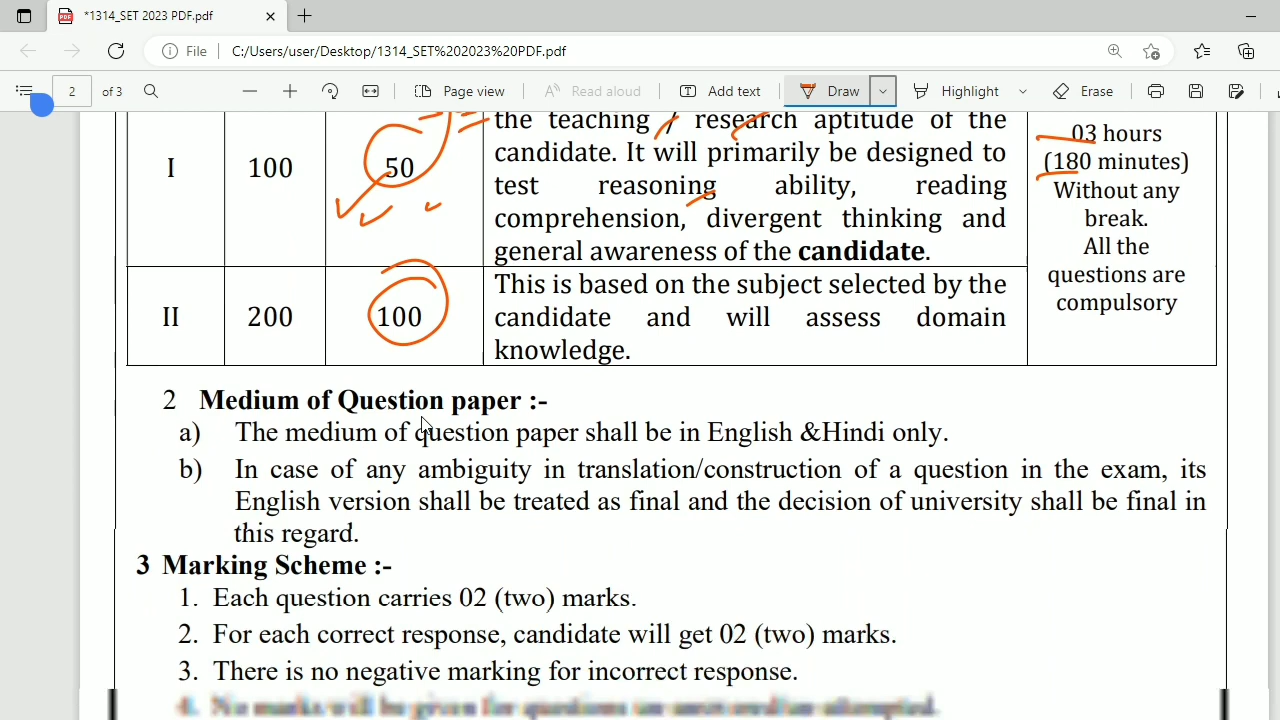 *1314_SET 2023 PDF.pdf
File
C:/Users/user/Desktop/1314_SET%202023%20PDF.pdf
2 of 3
Page view
Read aloud
Add text
Draw
Highlight
Erase
the teaching / research aptitude of the
candidate. It will primarily be designed to
I 100 50 test reasoning ability, reading
comprehension, divergent thinking and
general awareness of the candidate.
03 hours
(180 minutes)
Without any
break.
All the
questions are
compulsory
This is based on the subject selected by the
II 200 100 candidate and will assess domain
knowledge.
2 Medium of Question paper :-
a) The medium of question paper shall be in English &Hindi only.
b) In case of any ambiguity in translation/construction of a question in the exam, its
English version shall be treated as final and the decision of university shall be final in
this regard.
3 Marking Scheme :-
1. Each question carries 02 (two) marks.
2. For each correct response, candidate will get 02 (two) marks.
3. There is no negative marking for incorrect response.
4. No marks will be given for questions